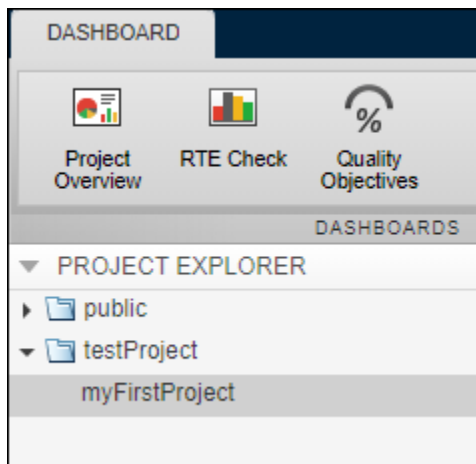 DASHBOARD
%
Project
Overview
RTE Check
Quality
Objectives
DASHBOARDS
PROJECT EXPLORER
public
testProject
myFirstProject